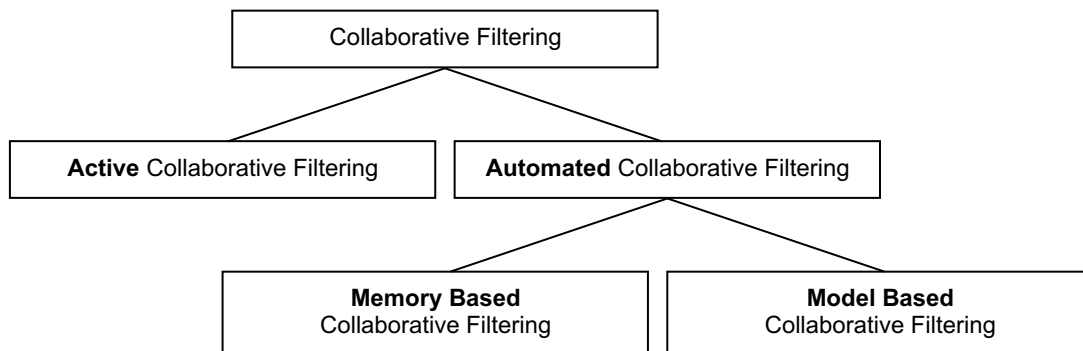 Collaborative Filtering
Active Collaborative Filtering
Automated Collaborative Filtering
Memory Based
Collaborative Filtering
Model Based
Collaborative Filtering